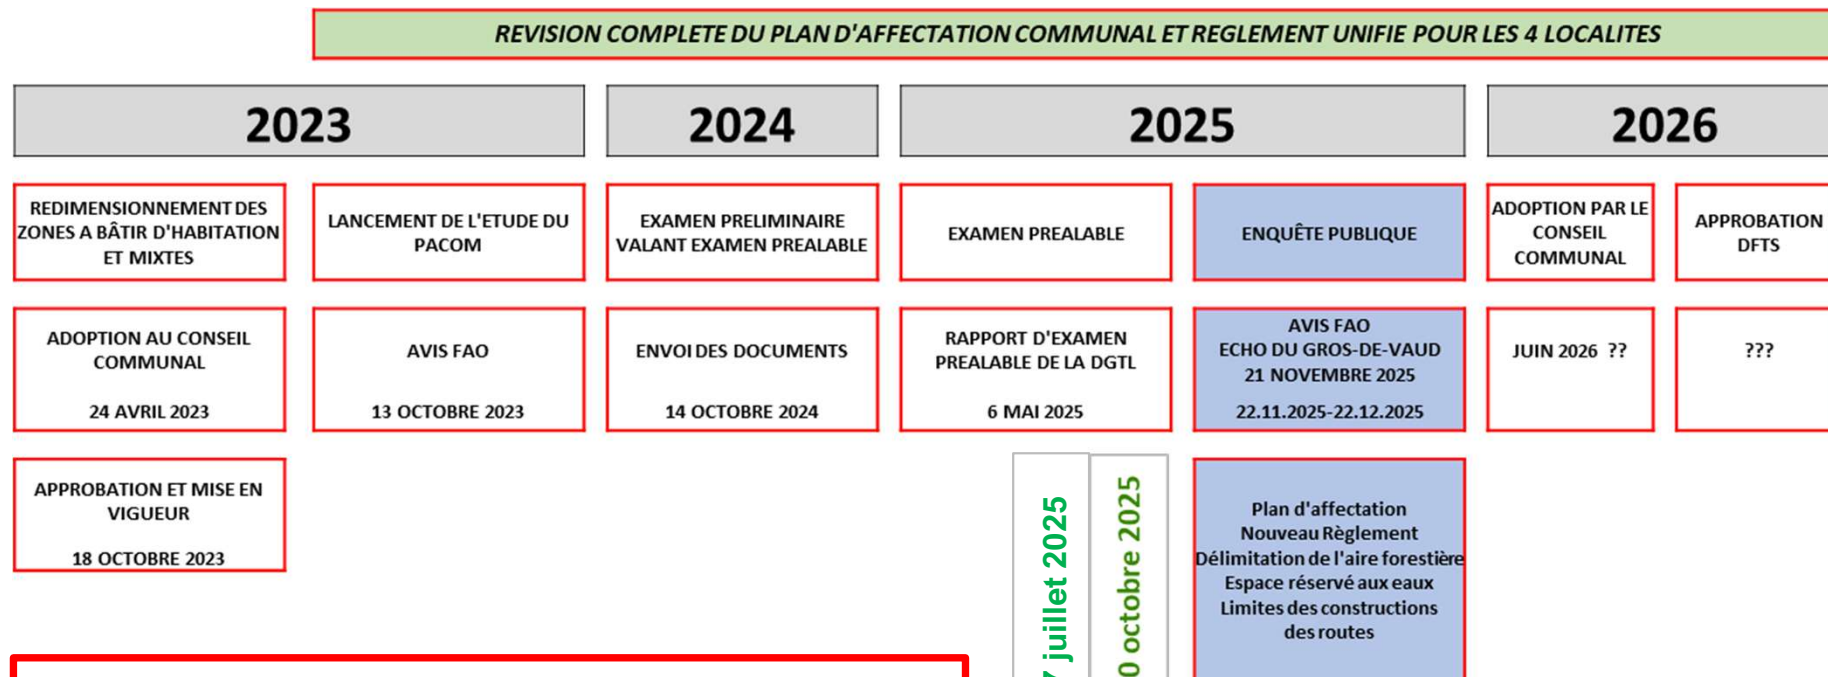 REVISION COMPLETE DU PLAN D'AFFECTATION COMMUNAL ET REGLEMENT UNIFIE POUR LES 4 LOCALITES
2023
2024
2025
2026
REDIMENSIONNEMENT DES
ZONES A BÂTIR D'HABITATION
ET MIXTES
LANCEMENT DE L'ETUDE DU
PACOM
EXAMEN PRELIMINAIRE
VALANT EXAMEN PREALABLE
EXAMEN PREALABLE
ENQUÊTE PUBLIQUE
ADOPTION PAR LE
CONSEIL
COMMUNAL
APPROBATION
DFTS
ADOPTION AU CONSEIL
COMMUNAL
24 AVRIL 2023
AVIS FAO
13 OCTOBRE 2023
ENVOI DES DOCUMENTS
14 OCTOBRE 2024
RAPPORT D'EXAMEN
PREALABLE DE LA DGTL
6 MAI 2025
AVIS FAO
ECHO DU GROS-DE-VAUD
21 NOVEMBRE 2025
22.11.2025-22.12.2025
JUIN 2026 ??
???
APPROBATION ET MISE EN
VIGUEUR
18 OCTOBRE 2023
juillet 2025
octobre 2025
Plan d'affectation
Nouveau Règlement
Délimitation de l'aire forestière
Espace réservé aux eaux
Limites des constructions
des routes